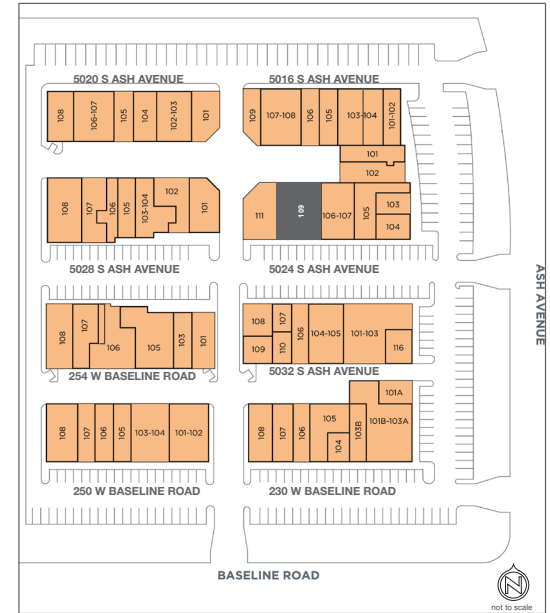 5020 S ASH AVENUE
5016 S ASH AVENUE
108 106-107 105 104 102-103 101
109 107-108 106 105 103-104 101-102
101
102
108 107 106 105 103-104 102 101
111 109 106-107 105 103 104
5028 S ASH AVENUE
5024 S ASH AVENUE
ASH AVENUE
108 107 106 105 103 101
108 107 106 104-105 101-103
109 110 116
254 W BASELINE ROAD
5032 S ASH AVENUE
101A
108 107 106 105 103-104 101-102
108 107 106 105 104 103B 101B-103A
250 W BASELINE ROAD
230 W BASELINE ROAD
BASELINE ROAD
N
not to scale